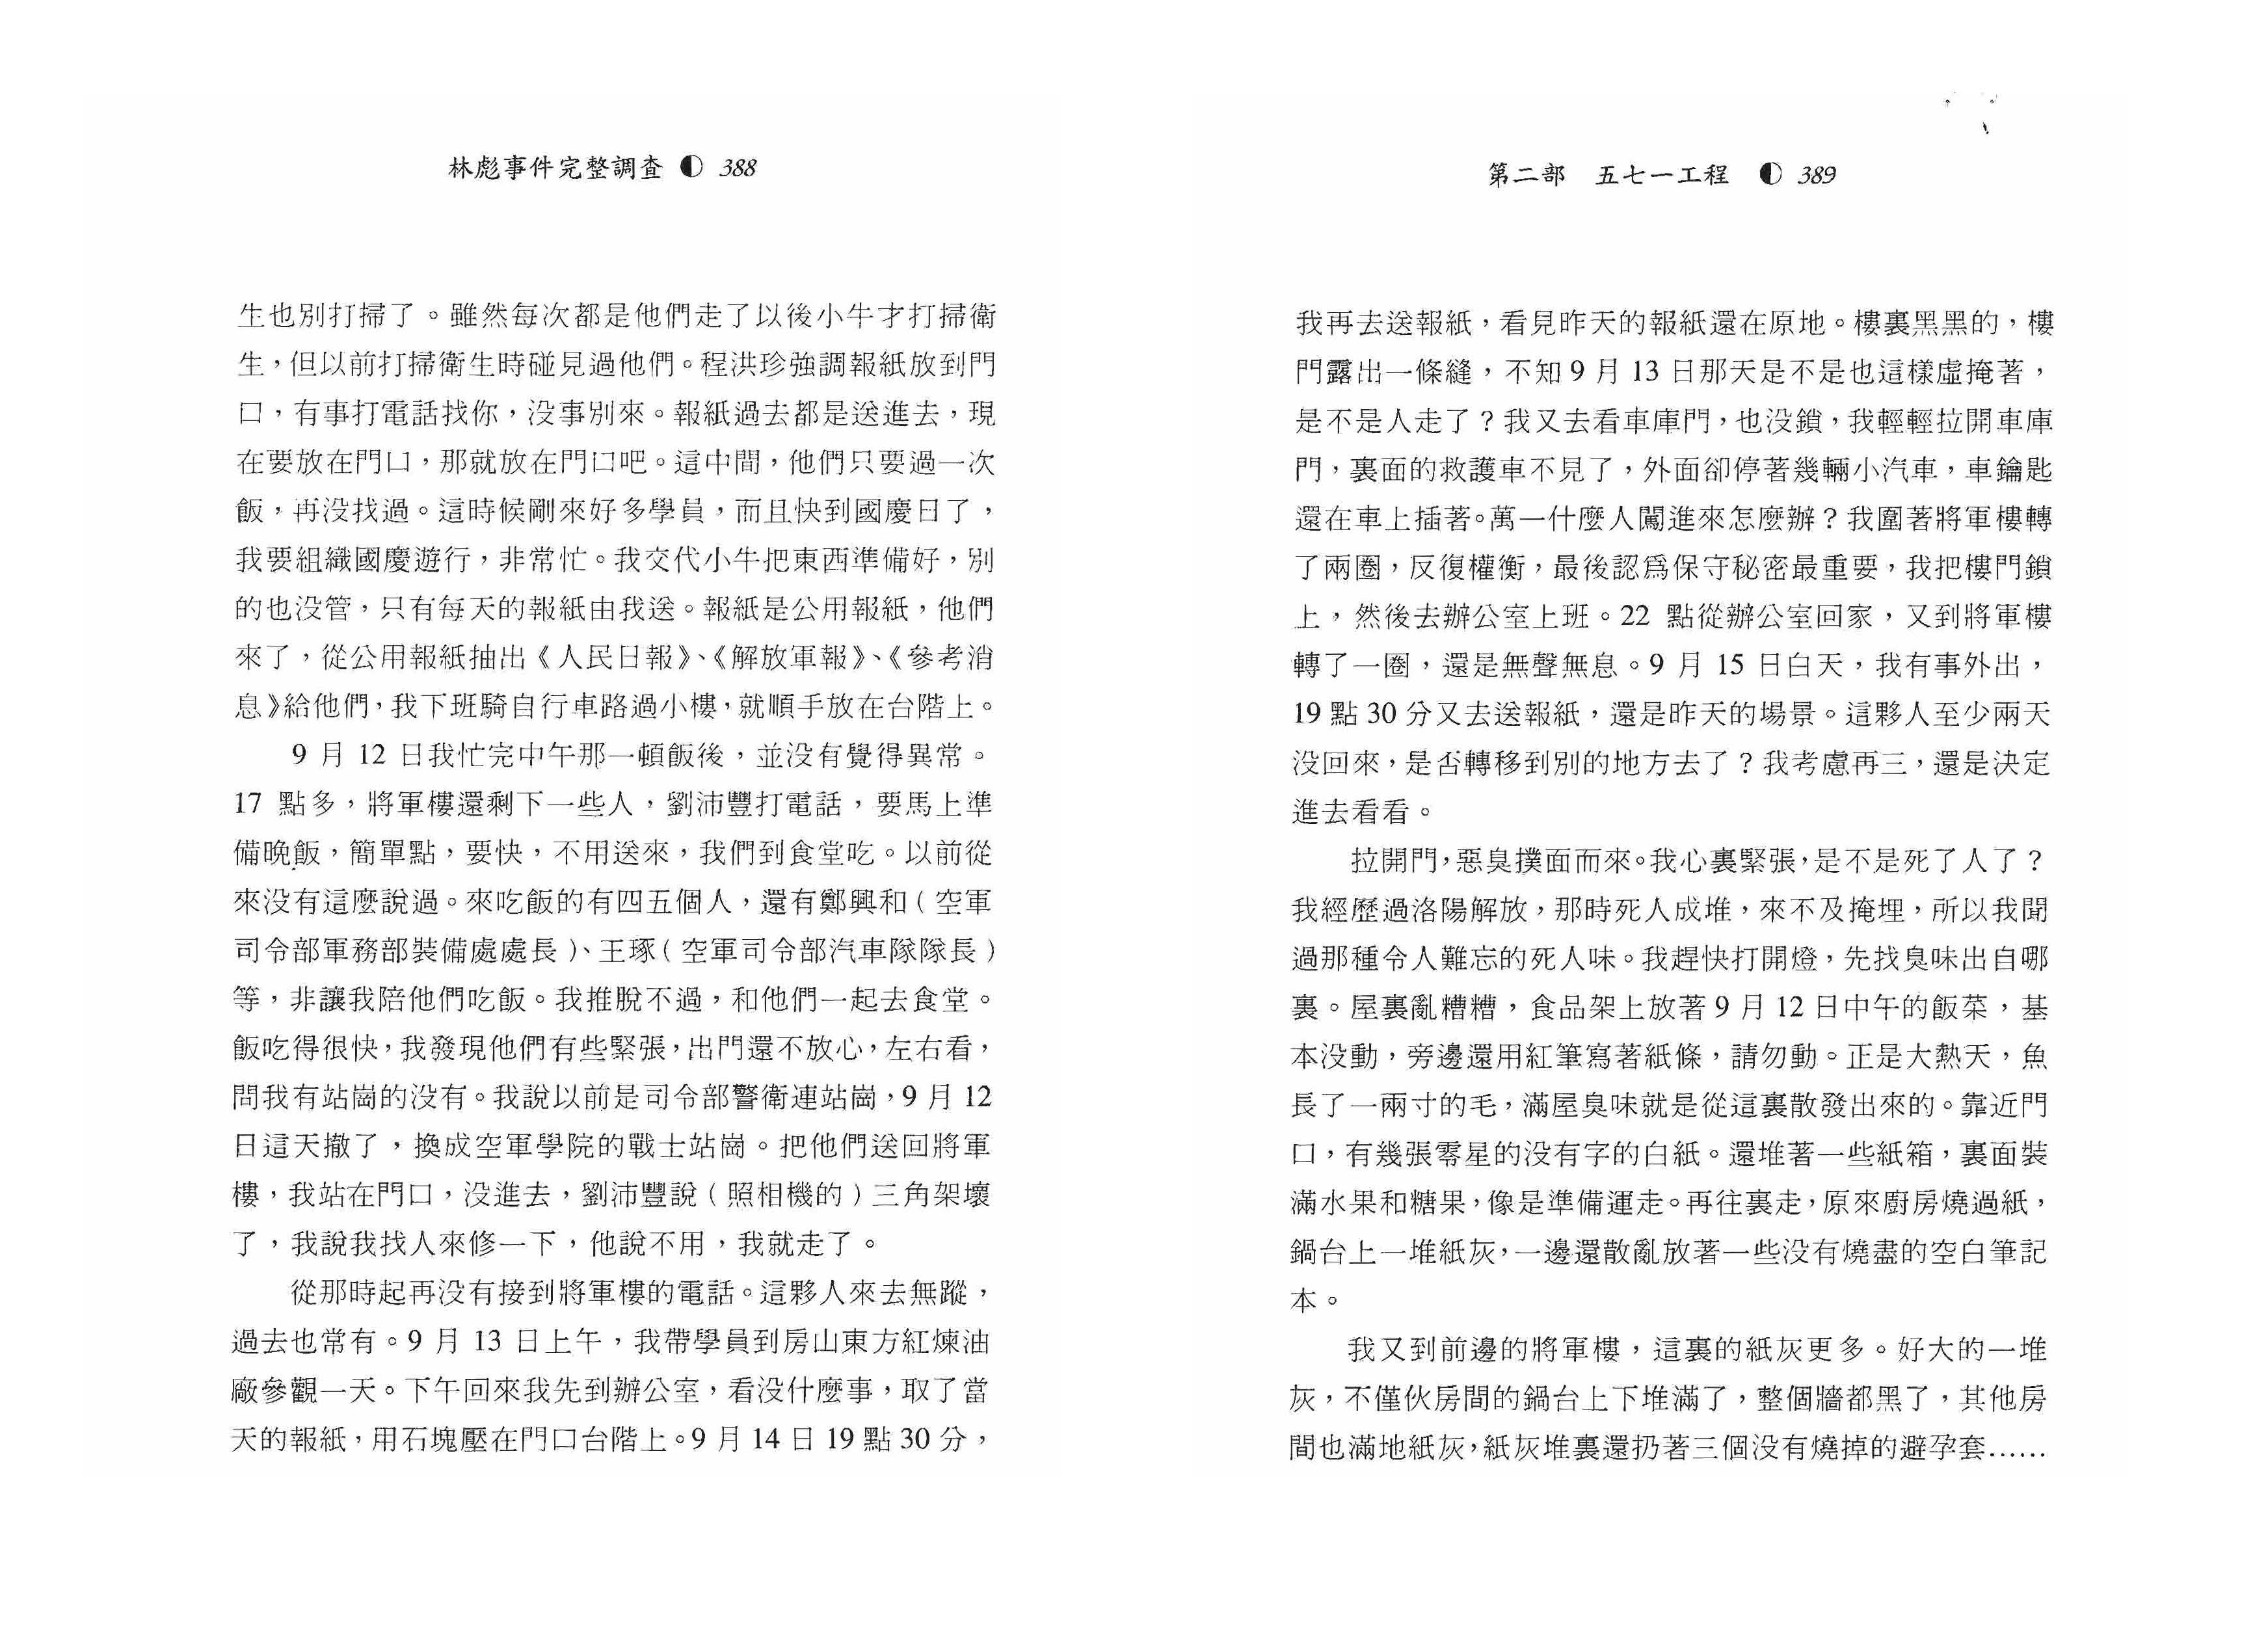 林彪事件完整調查 ◐ 388
生也別打掃了。雖然每次都是他們走了以後小牛才打掃衛
生，但以前打掃衛生時碰見過他們。程洪珍強調報紙放到門
口，有事打電話找你，没事別來。報紙過去都是送進去，現
在要放在門口，那就放在門口吧。這中間，他們只要過一次
飯，再没找過。這時候剛來好多學員，而且快到國慶日了，
我要組織國慶遊行，非常忙。我交代小牛把東西準備好，別
的也没管，只有每天的報紙由我送。報紙是公用報紙，他們
來了，從公用報紙抽出《人民日報》、《解放軍報》、《參考消
息》給他們，我下班騎自行車路過小樓，就順手放在台階上。
9 月 12 日我忙完中午那一頓飯後，並没有覺得異常。
17 點多，將軍樓還剩下一些人，劉沛豐打電話，要馬上準
備晚飯，簡單點，要快，不用送來，我們到食堂吃。以前從
來没有這麼說過。來吃飯的有四五個人，還有鄭興和（空軍
司令部軍務部裝備處處長）、王琢（空軍司令部汽車隊隊長）
等，非讓我陪他們吃飯。我推脫不過，和他們一起去食堂。
飯吃得很快，我發現他們有些緊張，出門還不放心，左右看，
問我有站崗的没有。我說以前是司令部警衛連站崗，9 月 12
日這天撤了，換成空軍學院的戰士站崗。把他們送回將軍
樓，我站在門口，没進去，劉沛豐說（照相機的）三角架壞
了，我說我找人來修一下，他說不用，我就走了。
從那時起再没有接到將軍樓的電話。這夥人來去無蹤，
過去也常有。9 月 13 日上午，我帶學員到房山東方紅煉油
廠參觀一天。下午回來我先到辦公室，看没什麼事，取了當
天的報紙，用石塊壓在門口台階上。9 月 14 日 19 點 30 分，
第二部 五七一工程 ◐ 389
我再去送報紙，看見昨天的報紙還在原地。樓裏黑黑的，樓
門露出一條縫，不知 9 月 13 日那天是不是也這樣虛掩著，
是不是人走了？我又去看車庫門，也没鎖，我輕輕拉開車庫
門，裏面的救護車不見了，外面卻停著幾輛小汽車，車鑰匙
還在車上插著。萬一什麼人闖進來怎麼辦？我圍著將軍樓轉
了兩圈，反復權衡，最後認爲保守秘密最重要，我把樓門鎖
上，然後去辦公室上班。22 點從辦公室回家，又到將軍樓
轉了一圈，還是無聲無息。9 月 15 日白天，我有事外出，
19 點 30 分又去送報紙，還是昨天的場景。這夥人至少兩天
没回來，是否轉移到別的地方去了？我考慮再三，還是決定
進去看看。
拉開門，惡臭撲面而來。我心裏緊張，是不是死了人了？
我經歷過洛陽解放，那時死人成堆，來不及掩埋，所以我聞
過那種令人難忘的死人味。我趕快打開燈，先找臭味出自哪
裏。屋裏亂糟糟，食品架上放著 9 月 12 日中午的飯菜，基
本没動，旁邊還用紅筆寫著紙條，請勿動。正是大熱天，魚
長了一兩寸的毛，滿屋臭味就是從這裏散發出來的。靠近門
口，有幾張零星的没有字的白紙。還堆著一些紙箱，裏面裝
滿水果和糖果，像是準備運走。再往裏走，原來廚房燒過紙，
鍋台上一堆紙灰，一邊還散亂放著一些没有燒盡的空白筆記
本。
我又到前邊的將軍樓，這裏的紙灰更多。好大的一堆
灰，不僅伙房間的鍋台上下堆滿了，整個牆都黑了，其他房
間也滿地紙灰，紙灰堆裏還扔著三個没有燒掉的避孕套……